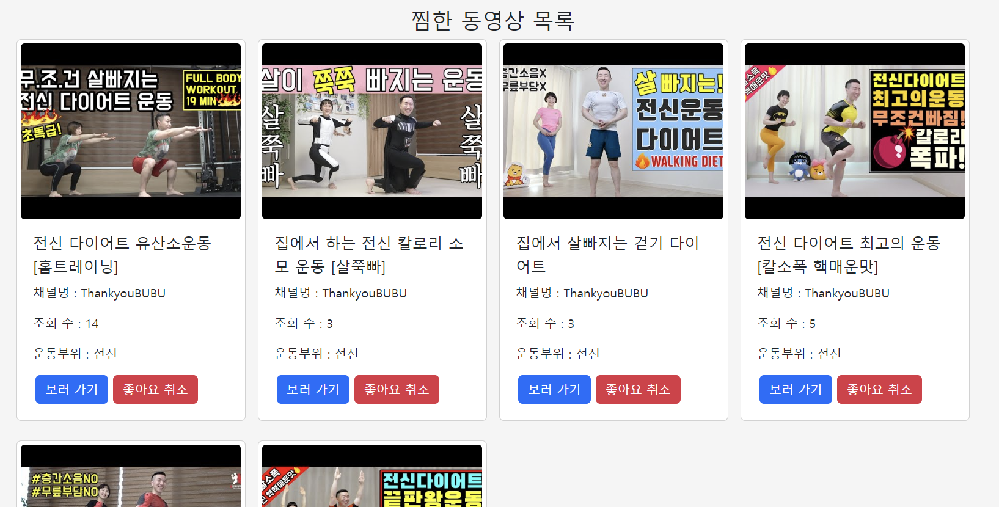 찜한 동영상 목록
무.조.건 살빠지는
전신 다이어트 운동
FULL BODY
WORKOUT
19 MIN
초특급!
살이 쭉쭉 빠지는 운동
살
쭉
빠
살
쭉
빠
층간소음X
무릎부담X
살 빠지는!
전신운동
다이어트
WALKING DIET
칼소폭
핵매운맛
전신다이어트
최고의운동
무조건빠짐!
칼로리
폭파!
전신 다이어트 유산소운동
[홈트레이닝]
채널명 : ThankyouBUBU
조회 수 : 14
운동부위 : 전신
보러 가기
좋아요 취소
집에서 하는 전신 칼로리 소
모 운동 [살쭉빠]
채널명 : ThankyouBUBU
조회 수 : 3
운동부위 : 전신
보러 가기
좋아요 취소
집에서 살빠지는 걷기 다이
어트
채널명 : ThankyouBUBU
조회 수 : 3
운동부위 : 전신
보러 가기
좋아요 취소
전신 다이어트 최고의 운동
[칼소폭 핵매운맛]
채널명 : ThankyouBUBU
조회 수 : 5
운동부위 : 전신
보러 가기
좋아요 취소
#층간소음NO
#무릎부담NO
칼소폭
핵핵매운맛
전신다이어트
끝판왕운동